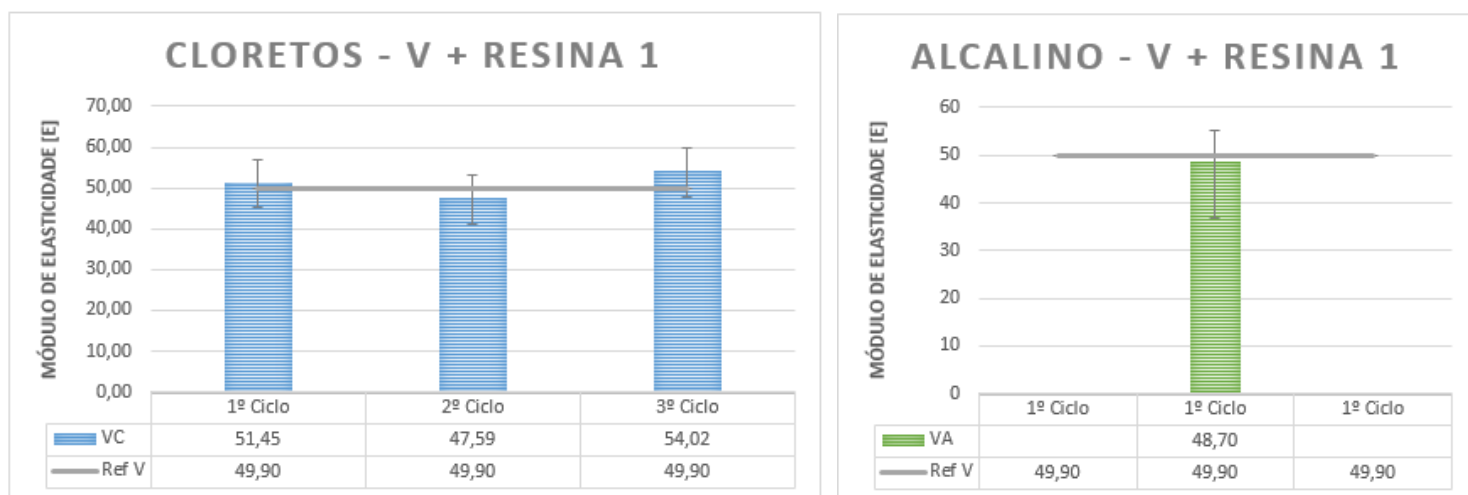 CLORETOS - V + RESINA 1
MÓDULO DE ELASTICIDADE [E]
70,00
60,00
50,00
40,00
30,00
20,00
10,00
0,00
1º Ciclo 2º Ciclo 3º Ciclo
VC 51,45 47,59 54,02
Ref V 49,90 49,90 49,90
ALCALINO - V + RESINA 1
MÓDULO DE ELASTICIDADE [E]
60
50
40
30
20
10
0
1º Ciclo 1º Ciclo 1º Ciclo
VA 48,70
Ref V 49,90 49,90 49,90